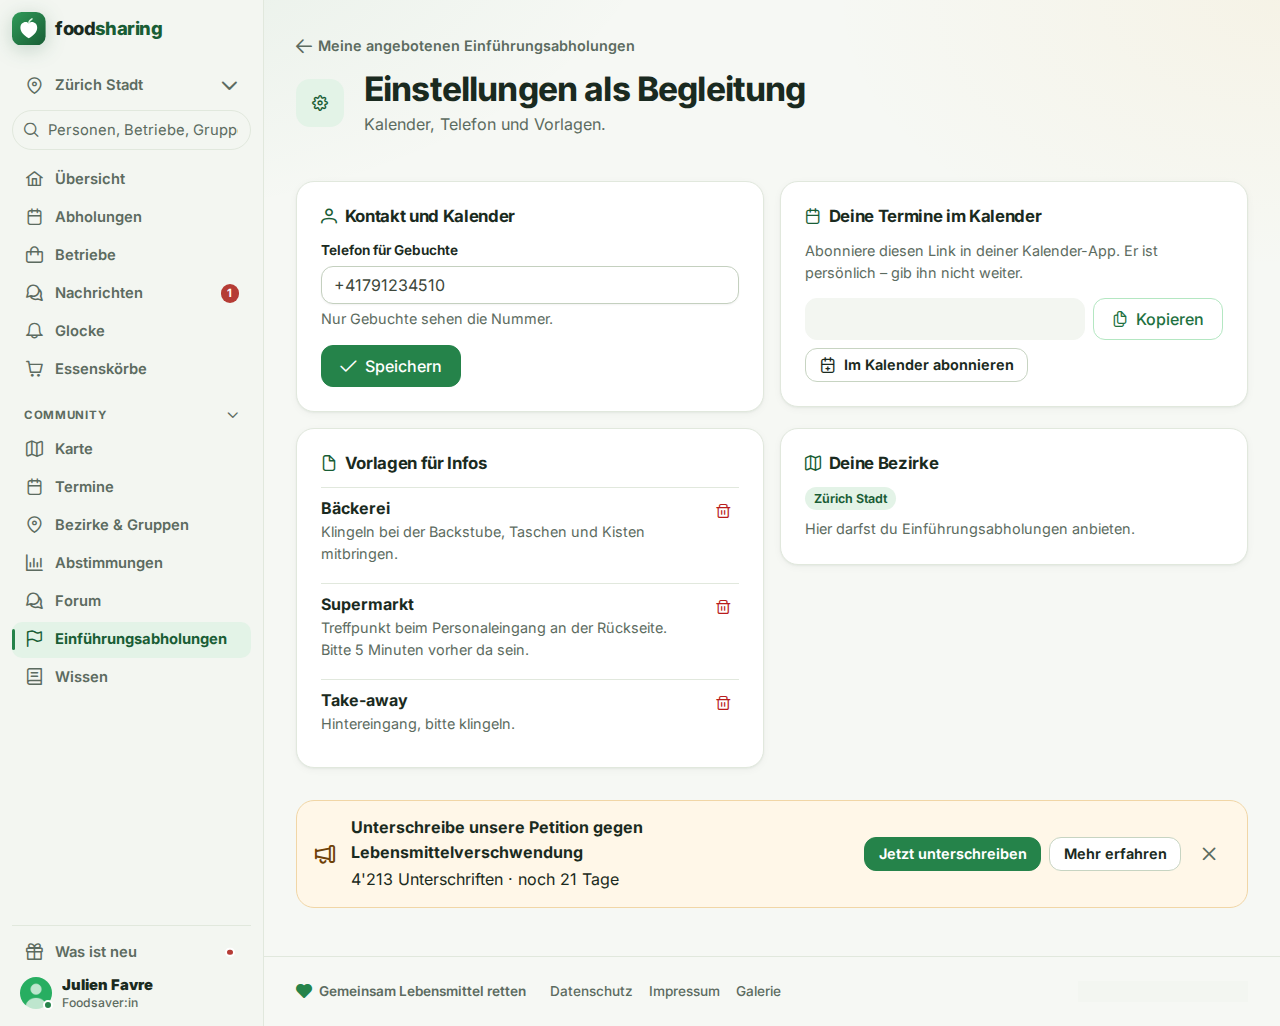 foodsharing
Zürich Stadt
Personen, Betriebe, Grupp
Übersicht
Abholungen
Betriebe
Nachrichten
1
Glocke
Essenskörbe
COMMUNITY
Karte
Termine
Bezirke & Gruppen
Abstimmungen
Forum
Einführungsabholungen
Wissen
Was ist neu
Julien Favre
Foodsaver:in
Meine angebotenen Einführungsabholungen
Einstellungen als Begleitung
Kalender, Telefon und Vorlagen.
Kontakt und Kalender
Telefon für Gebuchte
+41791234510
Nur Gebuchte sehen die Nummer.
Speichern
Deine Termine im Kalender
Abonniere diesen Link in deiner Kalender-App. Er ist
persönlich – gib ihn nicht weiter.
Kopieren
Im Kalender abonnieren
Vorlagen für Infos
Bäckerei
Klingeln bei der Backstube, Taschen und Kisten
mitbringen.
Supermarkt
Treffpunkt beim Personaleingang an der Rückseite.
Bitte 5 Minuten vorher da sein.
Take-away
Hintereingang, bitte klingeln.
Deine Bezirke
Zürich Stadt
Hier darfst du Einführungsabholungen anbieten.
Unterschreibe unsere Petition gegen
Lebensmittelverschwendung
4'213 Unterschriften · noch 21 Tage
Jetzt unterschreiben
Mehr erfahren
Gemeinsam Lebensmittel retten
Datenschutz
Impressum
Galerie